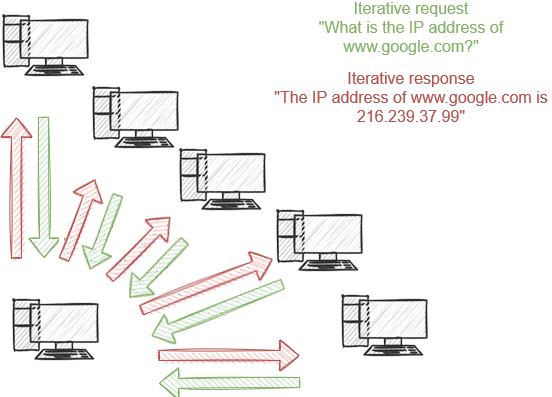 Iterative request
"What is the IP address of
www.google.com?"
Iterative response
"The IP address of www.google.com is
216.239.37.99"